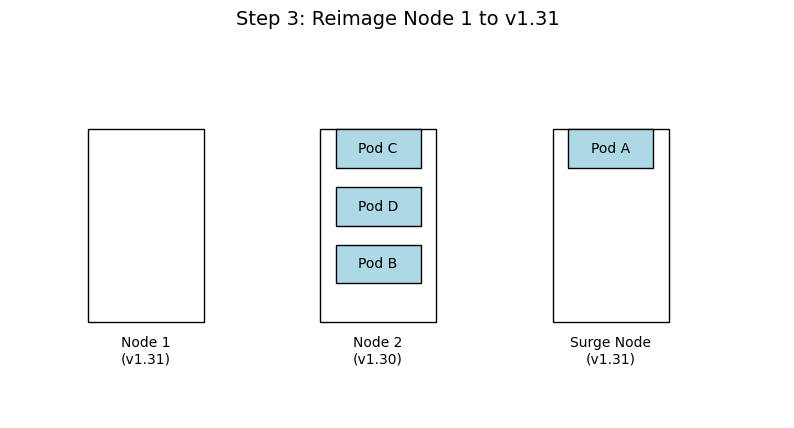 Step 3: Reimage Node 1 to v1.31
Pod C
Pod D
Pod B
Pod A
Node 1
(v1.31)
Node 2
(v1.30)
Surge Node
(v1.31)